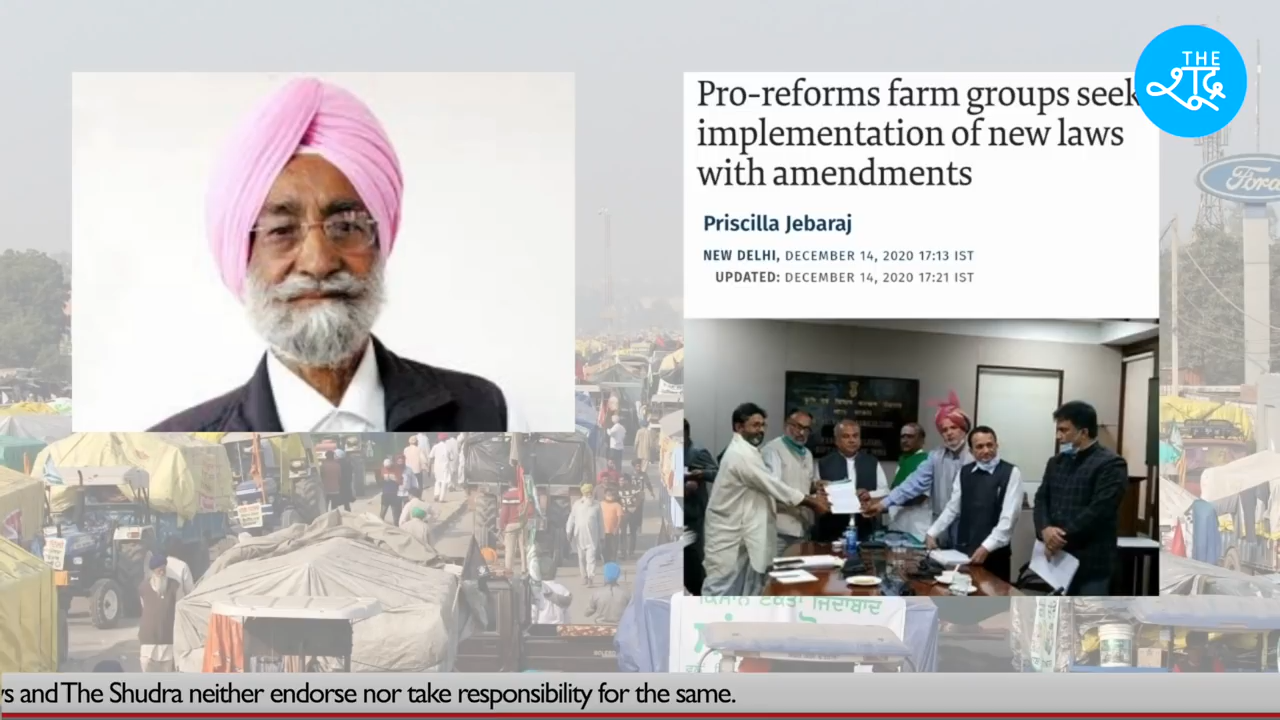 THE
शूद्र
Pro-reforms farm groups seek
implementation of new laws
with amendments
Priscilla Jebaraj
NEW DELHI, DECEMBER 14, 2020 17:13 IST
UPDATED: DECEMBER 14, 2020 17:21 IST
Ford
s and The Shudra neither endorse nor take responsibility for the same.